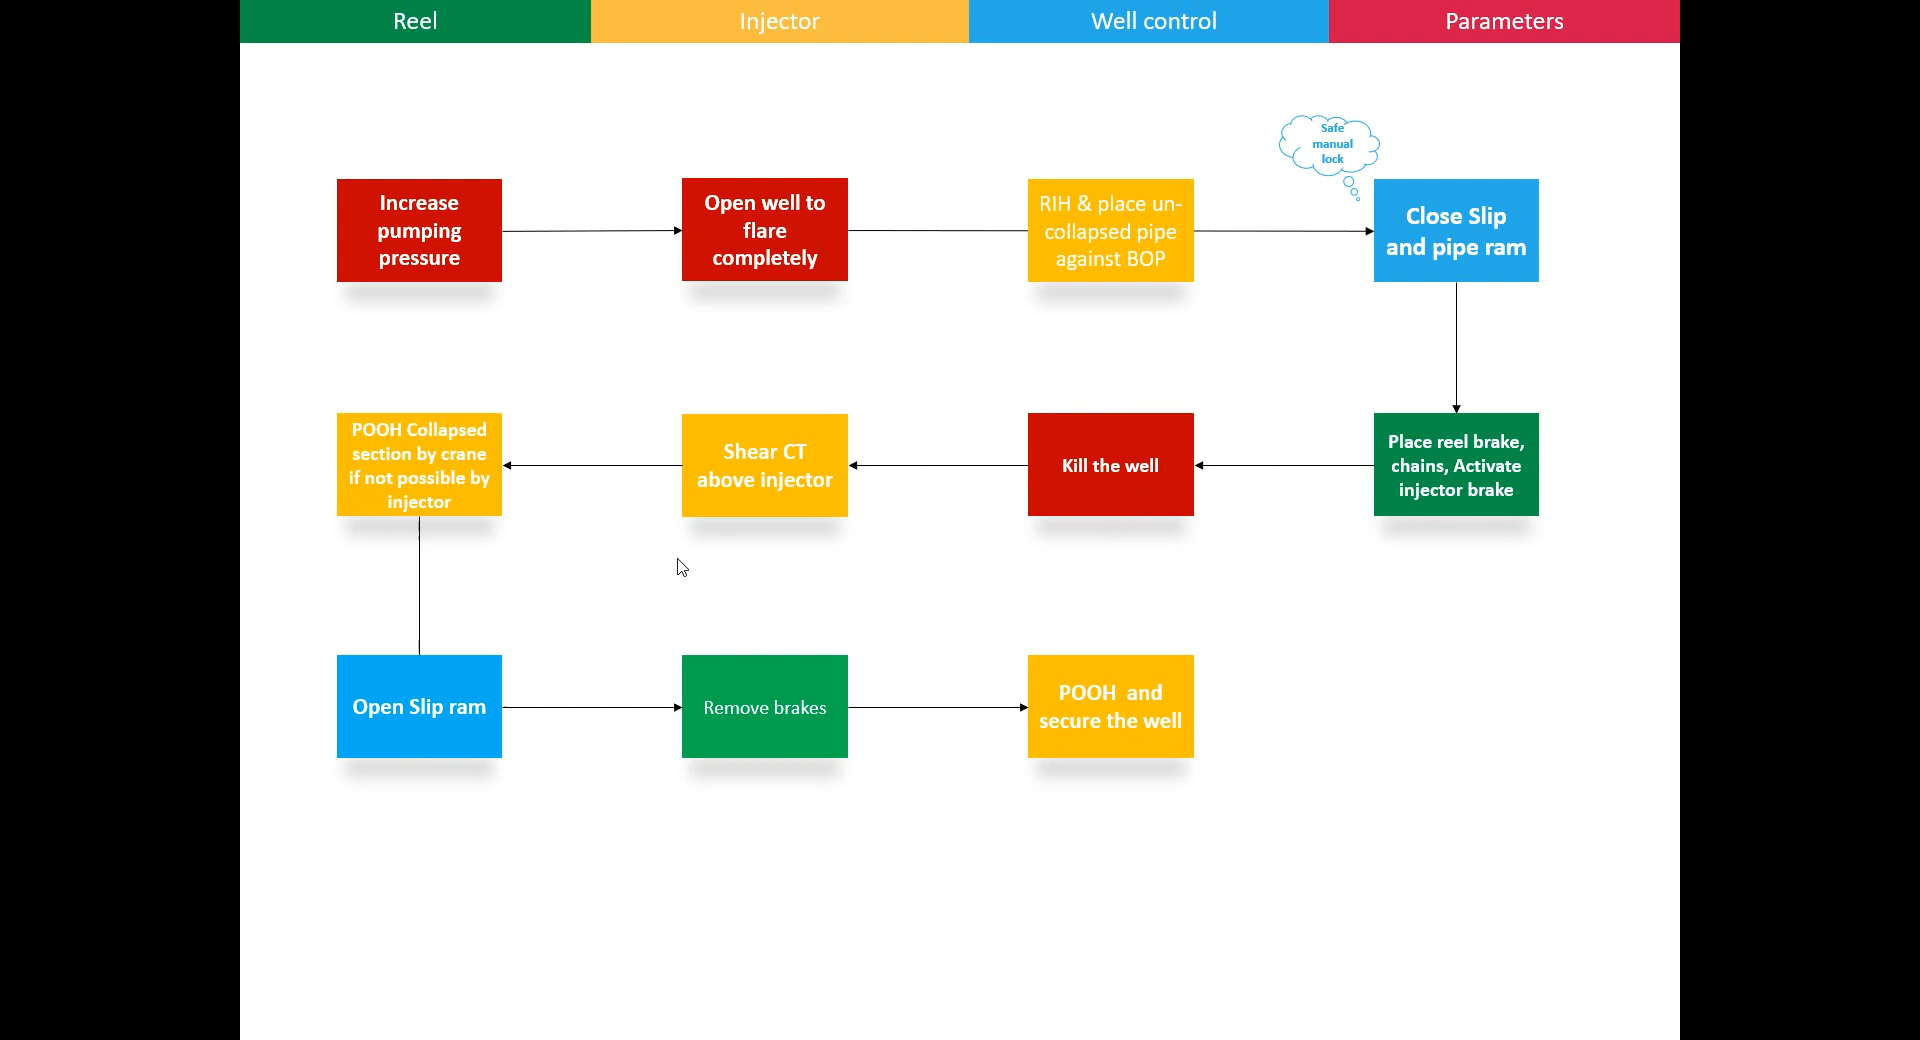 Reel
Injector
Well control
Parameters
Safe
manual
lock
Increase
pumping
pressure
Open well to
flare
completely
RIH & place un-
collapsed pipe
against BOP
Close Slip
and pipe ram
POOH Collapsed
section by crane
if not possible by
injector
Shear CT
above injector
Kill the well
Place reel brake,
chains, Activate
injector brake
Open Slip ram
Remove brakes
POOH and
secure the well